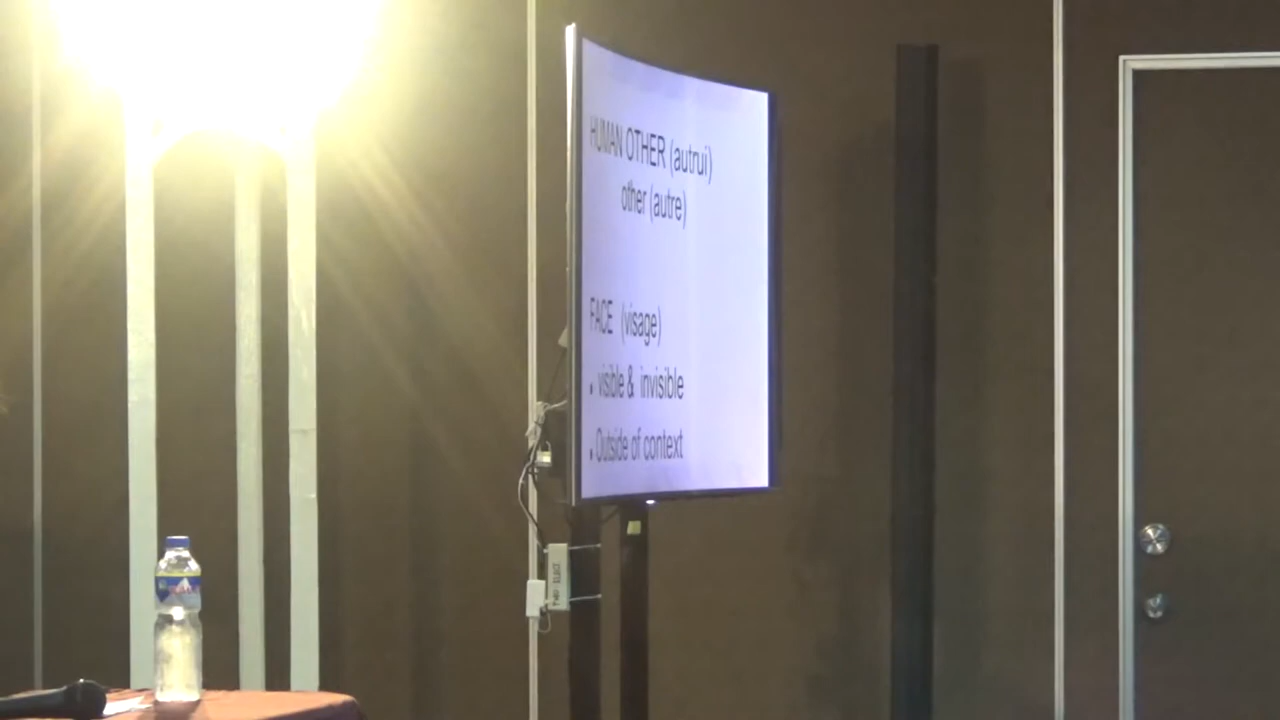 HUMAN OTHER (autrui)
other (autre)
FACE (visage)
. visible & invisible
. Outside of context